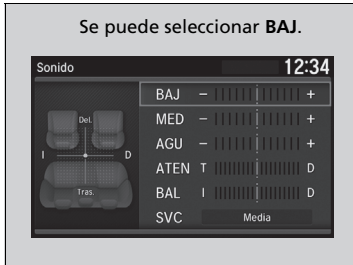 Se puede seleccionar BAJ.
Sonido 12:34
BAJ – +
MED – +
AGU – +
ATEN T D
BAL I D
SVC Media
Del.
I D
Tras.